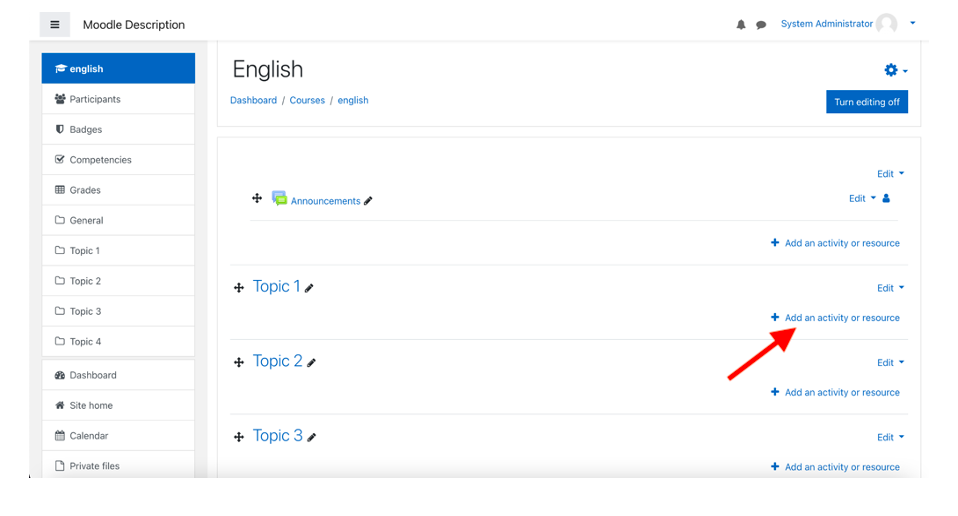 Moodle Description
System Administrator
english
Participants
Badges
Competencies
Grades
General
Topic 1
Topic 2
Topic 3
Topic 4
Dashboard
Site home
Calendar
Private files
English
Dashboard / Courses / english
Turn editing off
Edit
Announcements
Edit
Add an activity or resource
Topic 1
Edit
Add an activity or resource
Topic 2
Edit
Add an activity or resource
Topic 3
Edit
Add an activity or resource